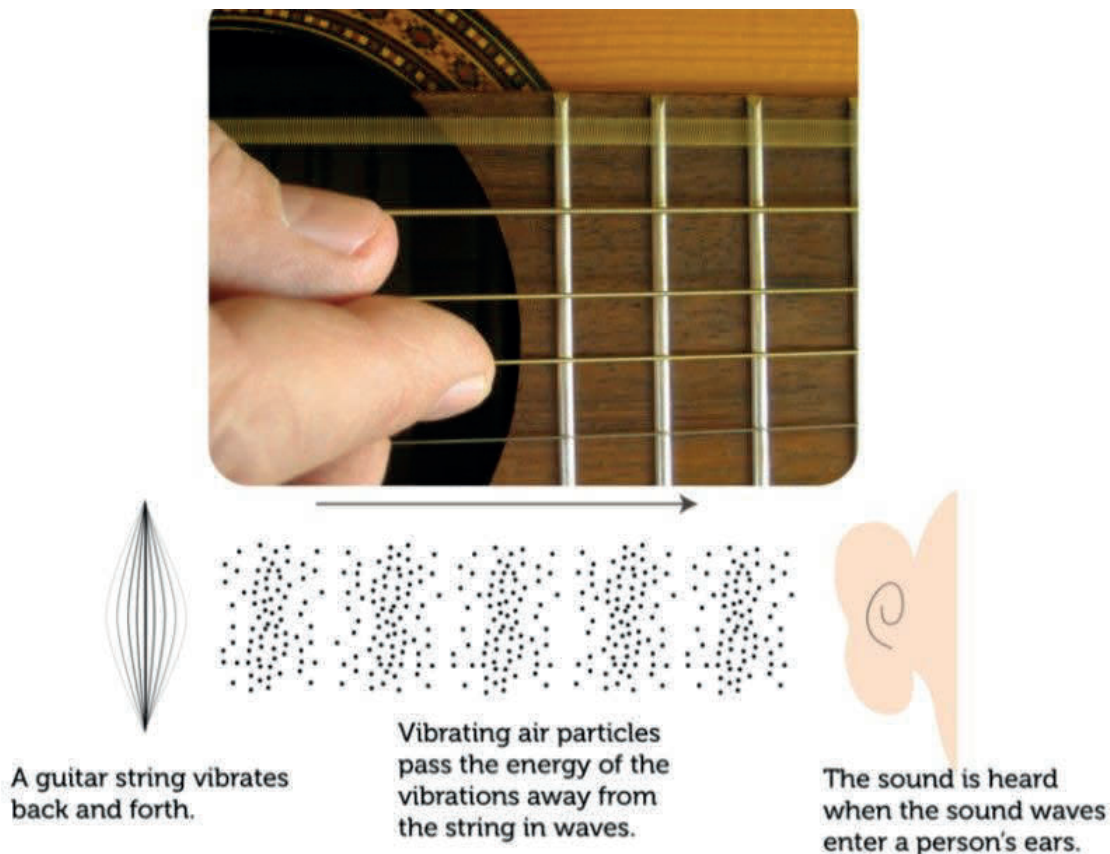 A guitar string vibrates
back and forth.
Vibrating air particles
pass the energy of the
vibrations away from
the string in waves.
The sound is heard
when the sound waves
enter a person's ears.